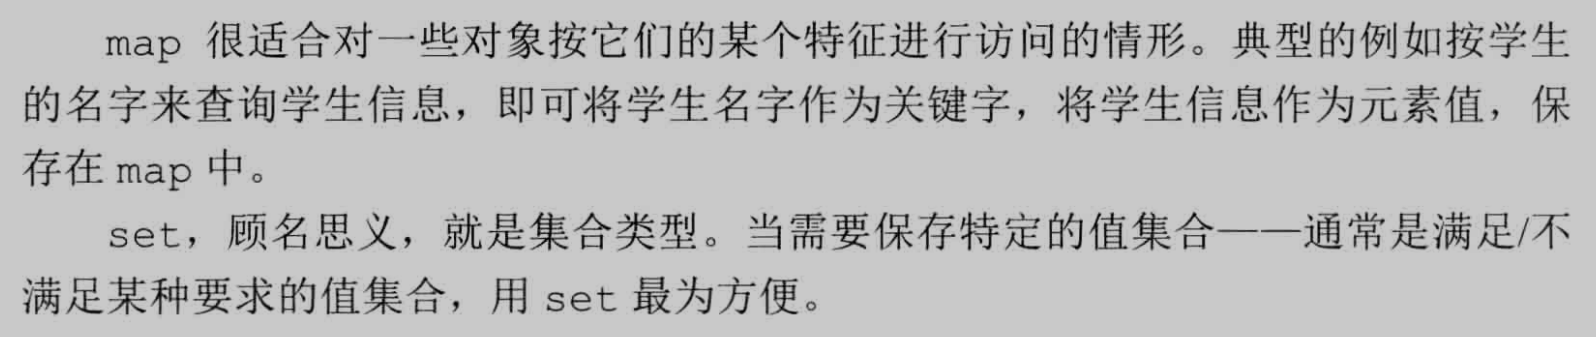 map 很适合对一些对象按它们的某个特征进行访问的情形。典型的例如按学生
的名字来查询学生信息，即可将学生名字作为关键字，将学生信息作为元素值，保
存在 map 中。
set，顾名思义，就是集合类型。当需要保存特定的值集合——通常是满足/不
满足某种要求的值集合，用 set 最为方便。